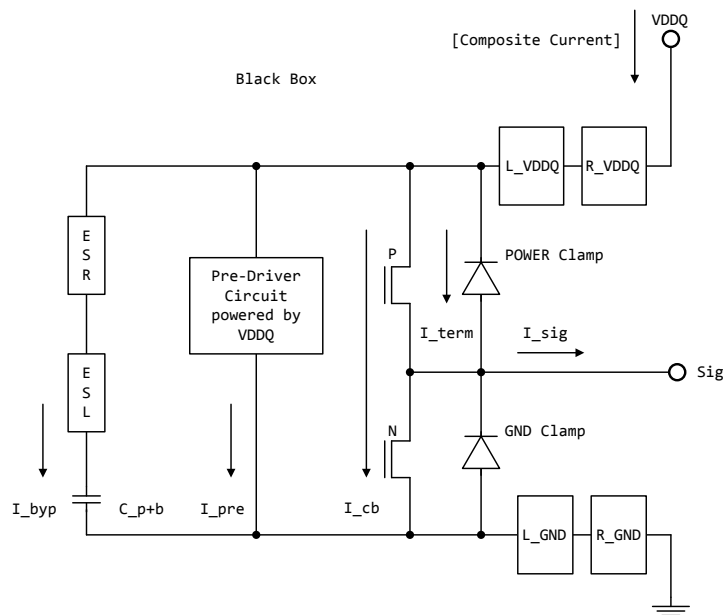 VDDQ
[Composite Current]
Black Box
L_VDDQ
R_VDDQ
E
S
R
P
POWER Clamp
Pre-Driver
Circuit
powered by
VDDQ
I_term
I_sig
Sig
E
S
L
N
GND Clamp
I_byp
C_p+b
I_pre
I_cb
L_GND
R_GND